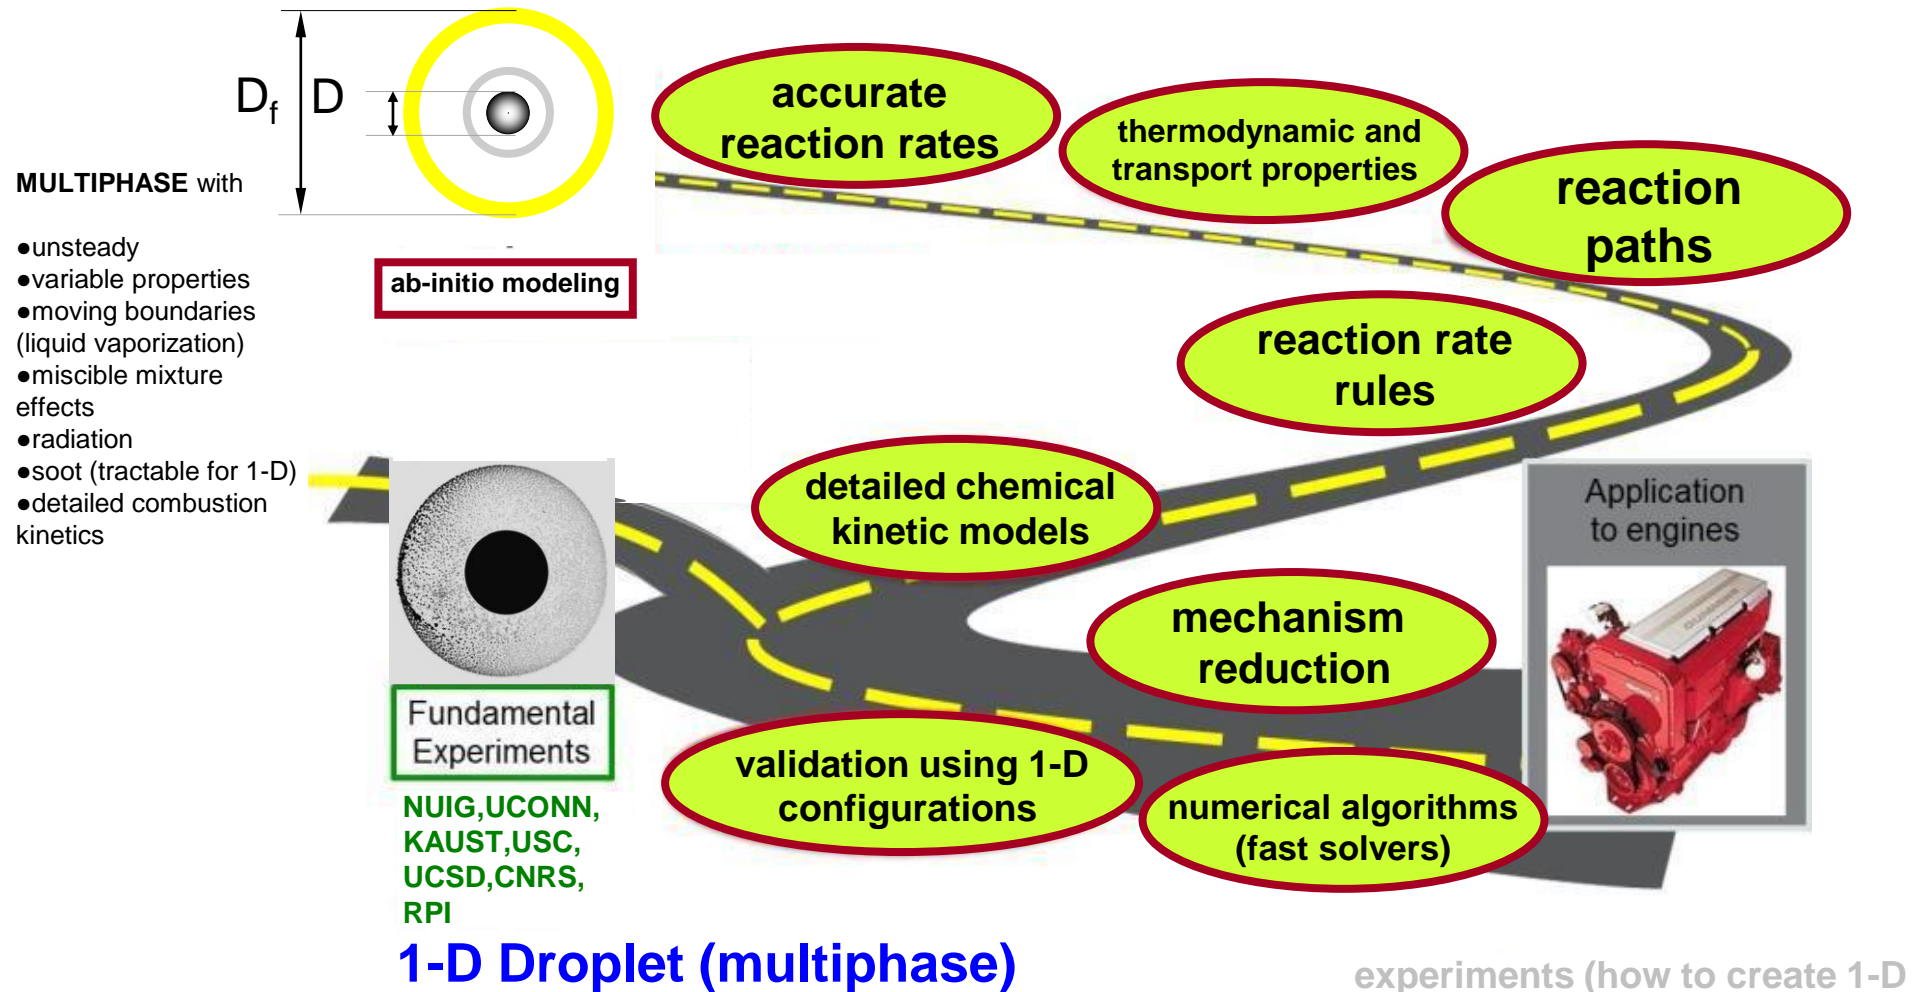 D_f
D
MULTIPHASE with
●unsteady
●variable properties
●moving boundaries
(liquid vaporization)
●miscible mixture
effects
●radiation
●soot (tractable for 1-D)
●detailed combustion
kinetics
ab-initio modeling
accurate
reaction rates
thermodynamic and
transport properties
reaction
paths
reaction rate
rules
detailed chemical
kinetic models
mechanism
reduction
validation using 1-D
configurations
numerical algorithms
(fast solvers)
Application
to engines
Fundamental
Experiments
NUIG,UCONN,
KAUST,USC,
UCSD,CNRS,
RPI
1-D Droplet (multiphase)
experiments (how to create 1-D